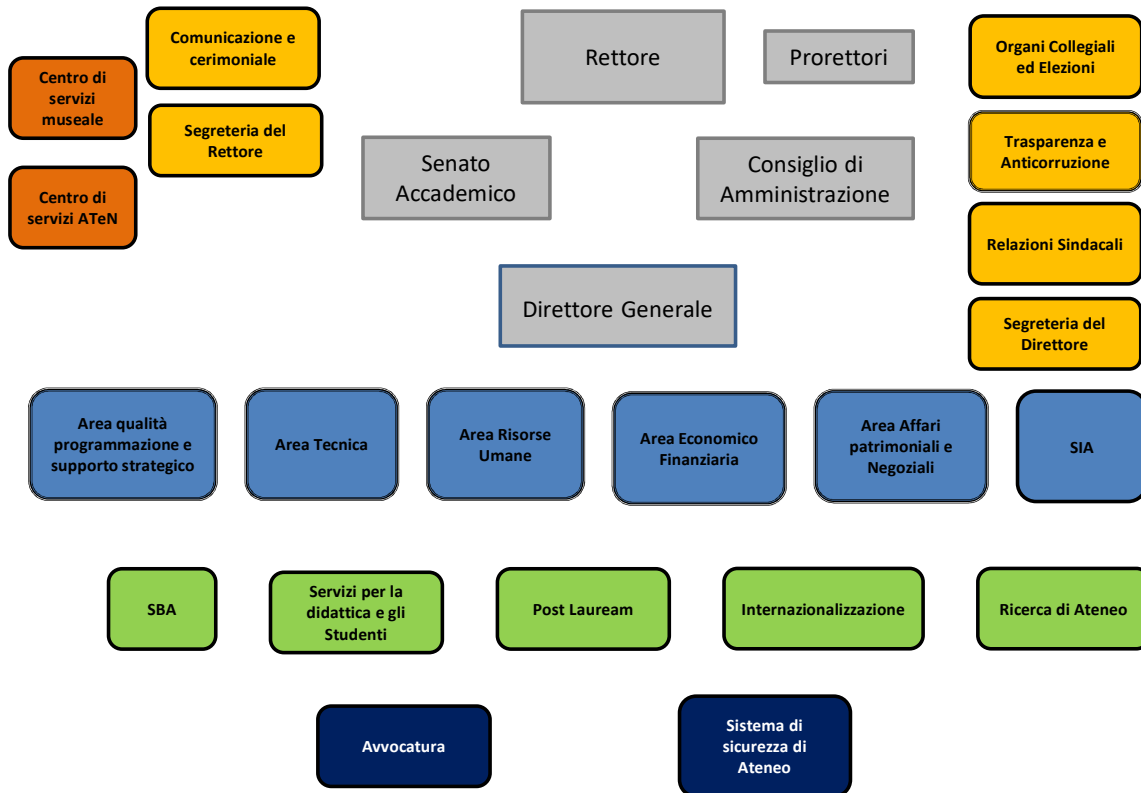 Comunicazione e
cerimoniale
Centro di
servizi
museale
Segreteria del
Rettore
Centro di
servizi ATeN
Rettore
Prorettori
Senato
Accademico
Consiglio di
Amministrazione
Direttore Generale
Organi Collegiali
ed Elezioni
Trasparenza e
Anticorruzione
Relazioni Sindacali
Segreteria del
Direttore
Area qualità
programmazione e
supporto strategico
Area Tecnica
Area Risorse
Umane
Area Economico
Finanziaria
Area Affari
patrimoniali e
Negoziali
SIA
SBA
Servizi per la
didattica e gli
Studenti
Post Lauream
Internazionalizzazione
Ricerca di Ateneo
Avvocatura
Sistema di
sicurezza di
Ateneo